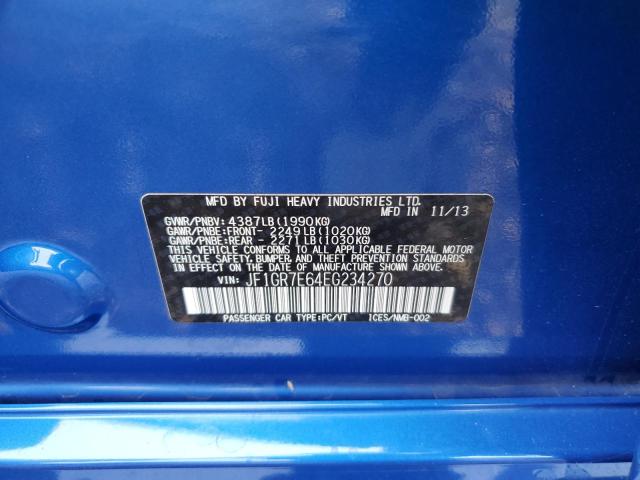 MFD BY FUJI HEAVY INDUSTRIES LTD.
MFD IN 11/13
GVWR/PNBV: 4387LB(1990KG)
GAWR/PNBE:FRONT- 2249LB(1020KG)
GAWR/PNBE:REAR - 2271LB(1030KG)
THIS VEHICLE CONFORMS TO ALL APPLICABLE FEDERAL MOTOR
VEHICLE SAFETY, BUMPER, AND THEFT PREVENTION STANDARDS
IN EFFECT ON THE DATE OF MANUFACTURE SHOWN ABOVE.
VIN: JF1GR7E64EG234270
PASSENGER CAR TYPE:PC/VT ICES/NMB-002